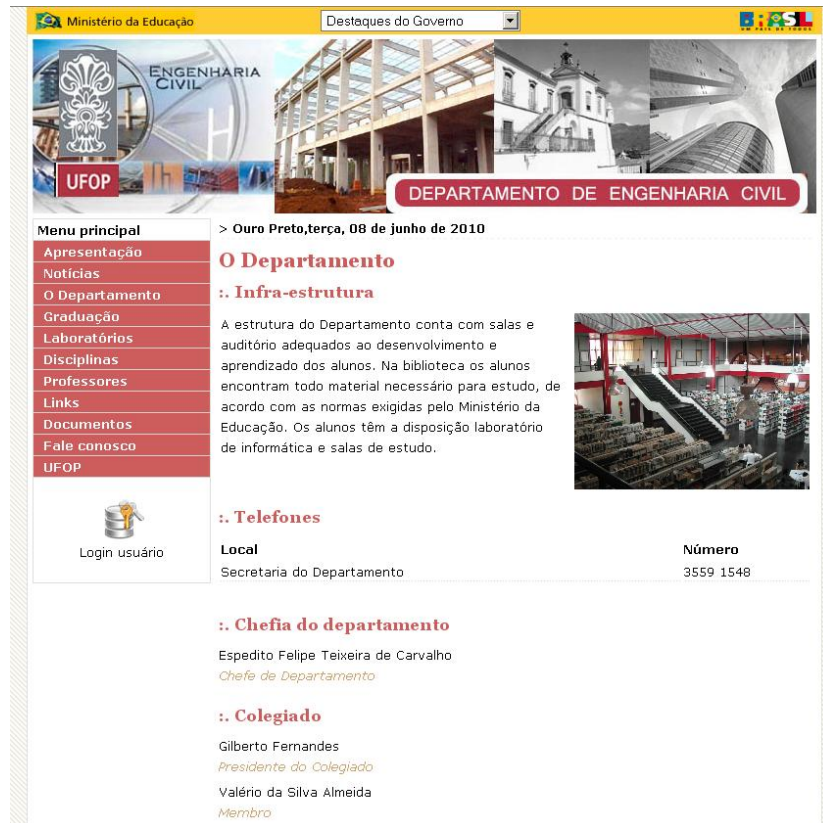 Ministério da Educação
Destaques do Governo
BRASIL
UM PAÍS DE TODOS
ENGENHARIA
CIVIL
UFOP
DEPARTAMENTO DE ENGENHARIA CIVIL
Menu principal
Apresentação
Notícias
O Departamento
Graduação
Laboratórios
Disciplinas
Professores
Links
Documentos
Fale conosco
UFOP
Login usuário
> Ouro Preto,terça, 08 de junho de 2010
O Departamento
:. Infra-estrutura
A estrutura do Departamento conta com salas e
auditório adequados ao desenvolvimento e
aprendizado dos alunos. Na biblioteca os alunos
encontram todo material necessário para estudo, de
acordo com as normas exigidas pelo Ministério da
Educação. Os alunos têm a disposição laboratório
de informática e salas de estudo.
:. Telefones
Local Número
Secretaria do Departamento 3559 1548
:. Chefia do departamento
Espedito Felipe Teixeira de Carvalho
Chefe de Departamento
:. Colegiado
Gilberto Fernandes
Presidente do Colegiado
Valério da Silva Almeida
Membro